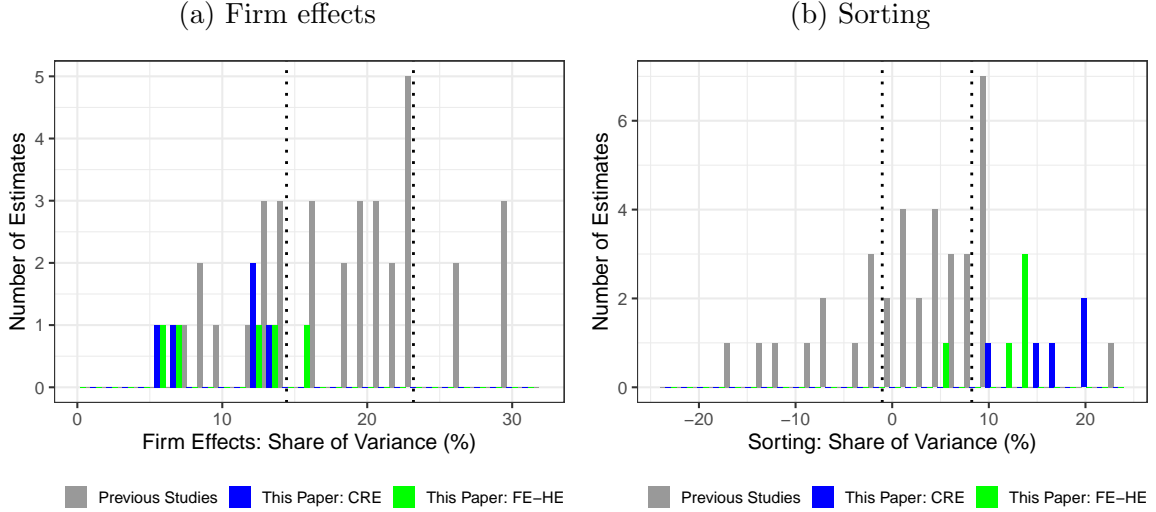 (a) Firm effects
Number of Estimates
5
4
3
2
1
0
0 10 20 30
Firm Effects: Share of Variance (%)
Previous Studies This Paper: CRE This Paper: FE−HE
(b) Sorting
Number of Estimates
6
4
2
0
−20 −10 0 10 20
Sorting: Share of Variance (%)
Previous Studies This Paper: CRE This Paper: FE−HE